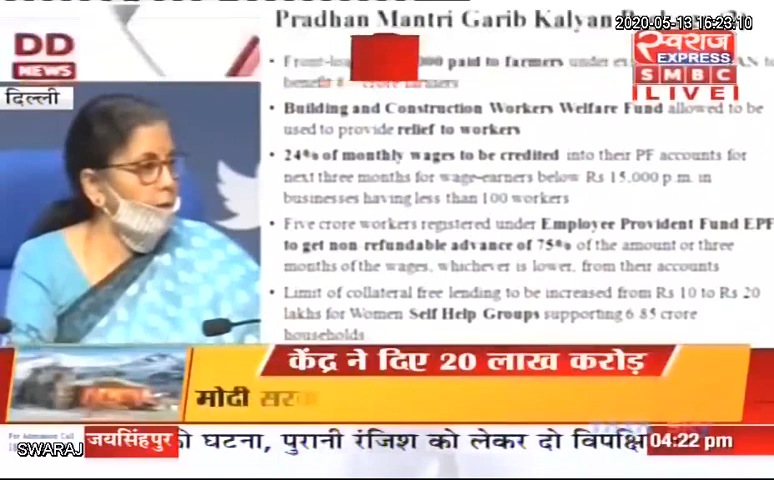 Pradhan Mantri Garib Kalyan
2020-05-13 16:23:10
DD
NEWS
दिल्ली
स्वराज
EXPRESS
SMBC
LIVE!
000 paid to farmers under
farmers
Building and Construction Workers Welfare Fund allowed to be
used to provide relief to workers
24% of monthly wages to be credited into their PF accounts for
next three months for wage-earners below Rs 15,000 p.m. in
businesses having less than 100 workers
Five crore workers registered under Employee Provident Fund EPF
to get non refundable advance of 75% of the amount or three
months of the wages, whichever is lower, from their accounts
Limit of collateral free lending to be increased from Rs 10 to Rs 20
lakhs for Women Self Help Groups supporting 6.85 crore
households
केंद्र ने दिए 20 लाख करोड़
मोदी
For Admission Call
SWARAJ
जयसिंहपुर
की घटना, पुरानी रंजिश को लेकर दो विपक्षि
04:22 pm